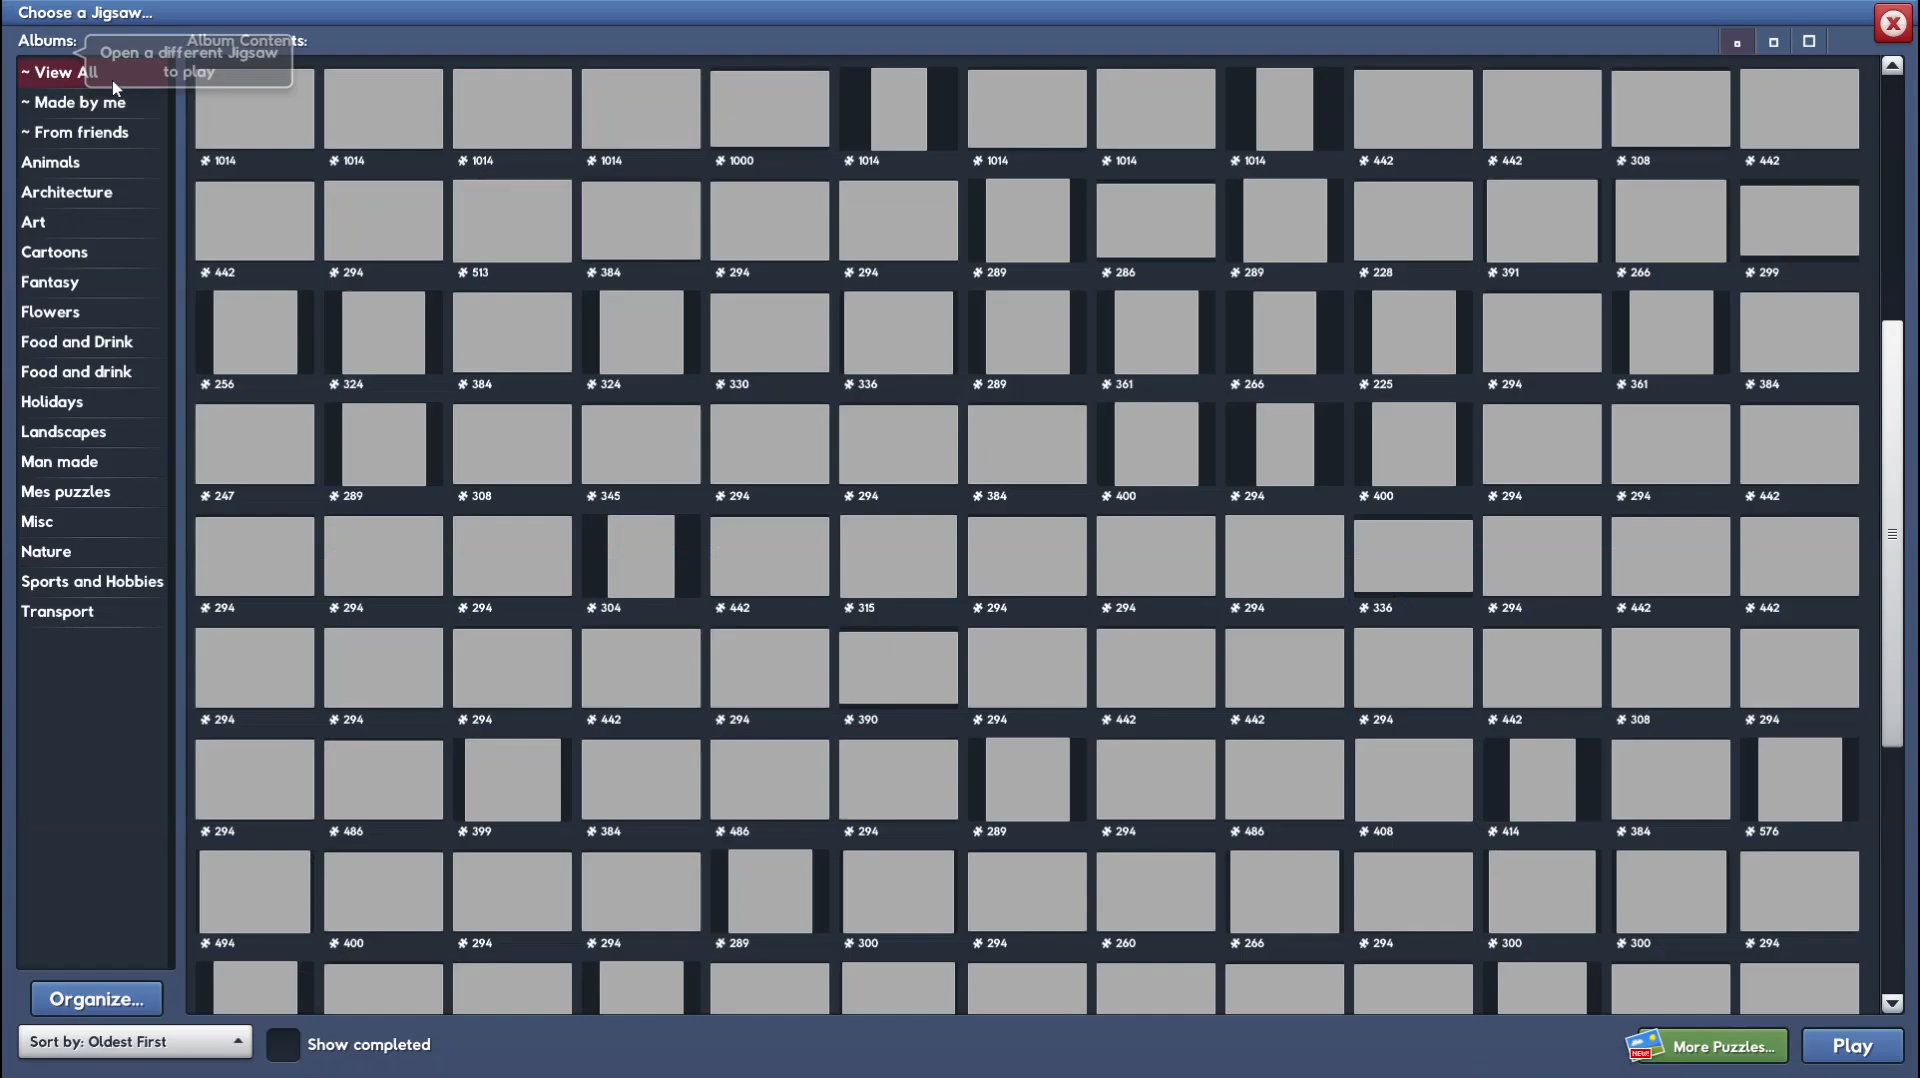 Choose a Jigsaw...
Albums:
Album Contents:
Open a different Jigsaw
to play
~ View All
~ Made by me
~ From friends
Animals
Architecture
Art
Cartoons
Fantasy
Flowers
Food and Drink
Food and drink
Holidays
Landscapes
Man made
Mes puzzles
Misc
Nature
Sports and Hobbies
Transport
1014 1014 1014 1014 1000 1014 1014 1014 1014 442 442 308 442
442 294 513 384 294 294 289 286 289 228 391 266 299
256 324 384 324 330 336 289 361 266 225 294 361 384
247 289 308 345 294 294 384 400 294 400 294 294 442
294 294 294 304 442 315 294 294 294 336 294 442 442
294 294 294 442 294 390 294 442 442 294 442 308 294
294 486 399 384 486 294 289 294 486 408 414 384 576
494 400 294 294 289 300 294 260 266 294 300 300 294
Organize...
Sort by: Oldest First
Show completed
NEW!
More Puzzles...
Play